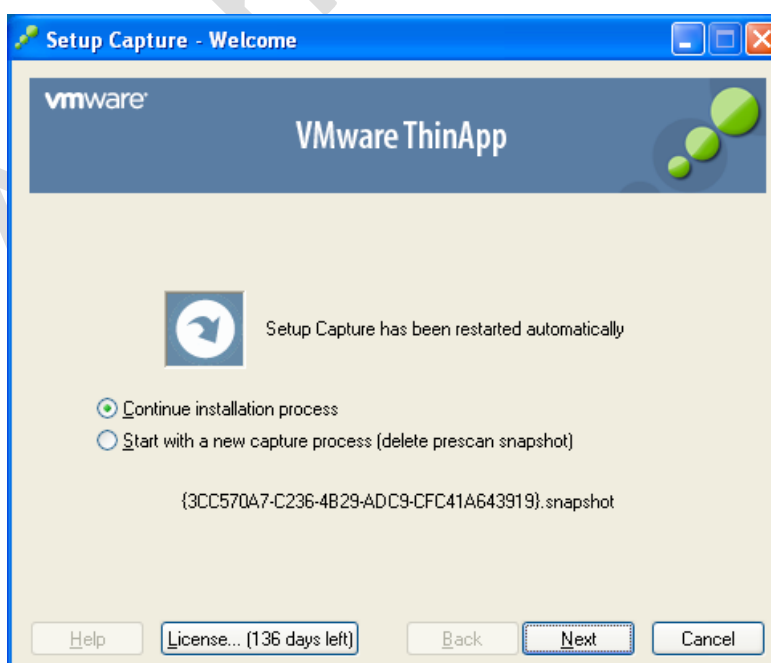 Setup Capture - Welcome
vmware
VMware ThinApp
Setup Capture has been restarted automatically
Continue installation process
Start with a new capture process (delete prescan snapshot)
{3CC570A7-C236-4B29-ADC9-CFC41A643919}.snapshot
Help
License... (136 days left)
Back
Next
Cancel